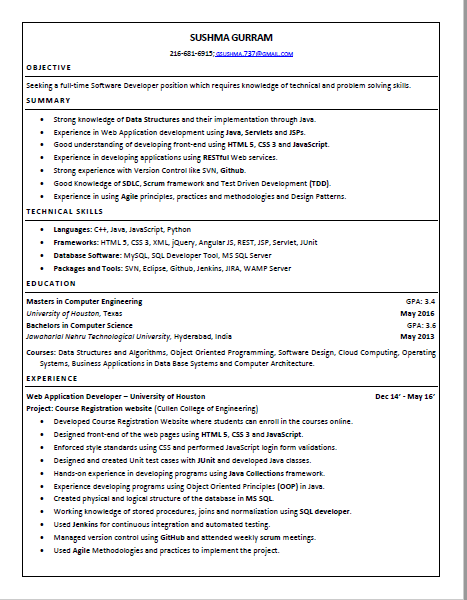 SUSHMA GURRAM
216-681-6915; GSUSHMA.737@GMAIL.COM
OBJECTIVE
Seeking a full-time Software Developer position which requires knowledge of technical and problem solving skills.
SUMMARY
• Strong knowledge of Data Structures and their implementation through Java.
• Experience in Web Application development using Java, Servlets and JSPs.
• Good understanding of developing front-end using HTML 5, CSS 3 and JavaScript.
• Experience in developing applications using RESTful Web services.
• Strong experience with Version Control like SVN, Github.
• Good Knowledge of SDLC, Scrum framework and Test Driven Development (TDD).
• Experience in using Agile principles, practices and methodologies and Design Patterns.
TECHNICAL SKILLS
• Languages: C++, Java, JavaScript, Python
• Frameworks: HTML 5, CSS 3, XML, jQuery, Angular JS, REST, JSP, Servlet, JUnit
• Database Software: MySQL, SQL Developer Tool, MS SQL Server
• Packages and Tools: SVN, Eclipse, Github, Jenkins, JIRA, WAMP Server
EDUCATION
Masters in Computer Engineering GPA: 3.4
University of Houston, Texas May 2016
Bachelors in Computer Science GPA: 3.6
Jawaharlal Nehru Technological University, Hyderabad, India May 2013
Courses: Data Structures and Algorithms, Object Oriented Programming, Software Design, Cloud Computing, Operating
Systems, Business Applications in Data Base Systems and Computer Architecture.
EXPERIENCE
Web Application Developer – University of Houston Dec 14' - May 16'
Project: Course Registration website (Cullen College of Engineering)
• Developed Course Registration Website where students can enroll in the courses online.
• Designed front-end of the web pages using HTML 5, CSS 3 and JavaScript.
• Enforced style standards using CSS and performed JavaScript login form validations.
• Designed and created Unit test cases with JUnit and developed Java classes.
• Hands-on experience in developing programs using Java Collections framework.
• Experience developing programs using Object Oriented Principles (OOP) in Java.
• Created physical and logical structure of the database in MS SQL.
• Working knowledge of stored procedures, joins and normalization using SQL developer.
• Used Jenkins for continuous integration and automated testing.
• Managed version control using GitHub and attended weekly scrum meetings.
• Used Agile Methodologies and practices to implement the project.